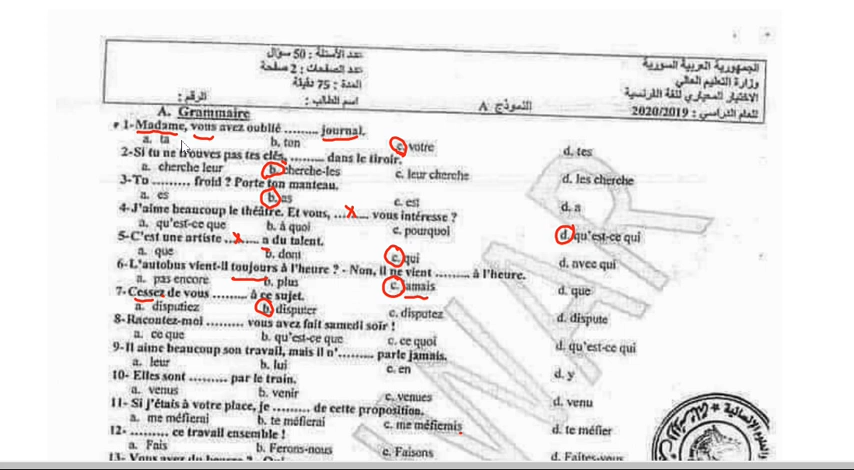 الجمهورية العربية السورية
وزارة التعليم العالي
الاختبار المعياري للغة الفرنسية
للعام الدراسي : 2020/2019
النموذج A
عدد الأسئلة : 50 سؤال
عدد الصفحات : 2 صفحة
المدة : 75 دقيقة
اسم الطالب : الرقم :
A. Grammaire
1-Madame, vous avez oublié ......... journal.
a. ta b. ton c. votre d. tes
2-Si tu ne trouves pas tes clés, ......... dans le tiroir.
a. cherche leur b. cherche-les c. leur cherche d. les cherche
3-Tu ......... froid ? Porte ton manteau.
a. es b. as c. est d. a
4-J'aime beaucoup le théâtre. Et vous, ......... vous intéresse ?
a. qu'est-ce que b. à quoi c. pourquoi d. qu'est-ce qui
5-C'est une artiste ......... a du talent.
a. que b. dont c. qui d. avec qui
6-L'autobus vient-il toujours à l'heure ? - Non, il ne vient ......... à l'heure.
a. pas encore b. plus c. jamais d. que
7-Cessez de vous ......... à ce sujet.
a. disputiez b. disputer c. disputez d. dispute
8-Racontez-moi ......... vous avez fait samedi soir !
a. ce que b. qu'est-ce que c. ce quoi d. qu'est-ce qui
9-Il aime beaucoup son travail, mais il n'......... parle jamais.
a. leur b. lui c. en d. y
10- Elles sont ......... par le train.
a. venus b. venir c. venues d. venu
11- Si j'étais à votre place, je ......... de cette proposition.
a. me méfierai b. te méfierai c. me méfierais d. te méfier
12- ......... ce travail ensemble !
a. Fais b. Ferons-nous c. Faisons d. Faites-vous
13- Vous avez du